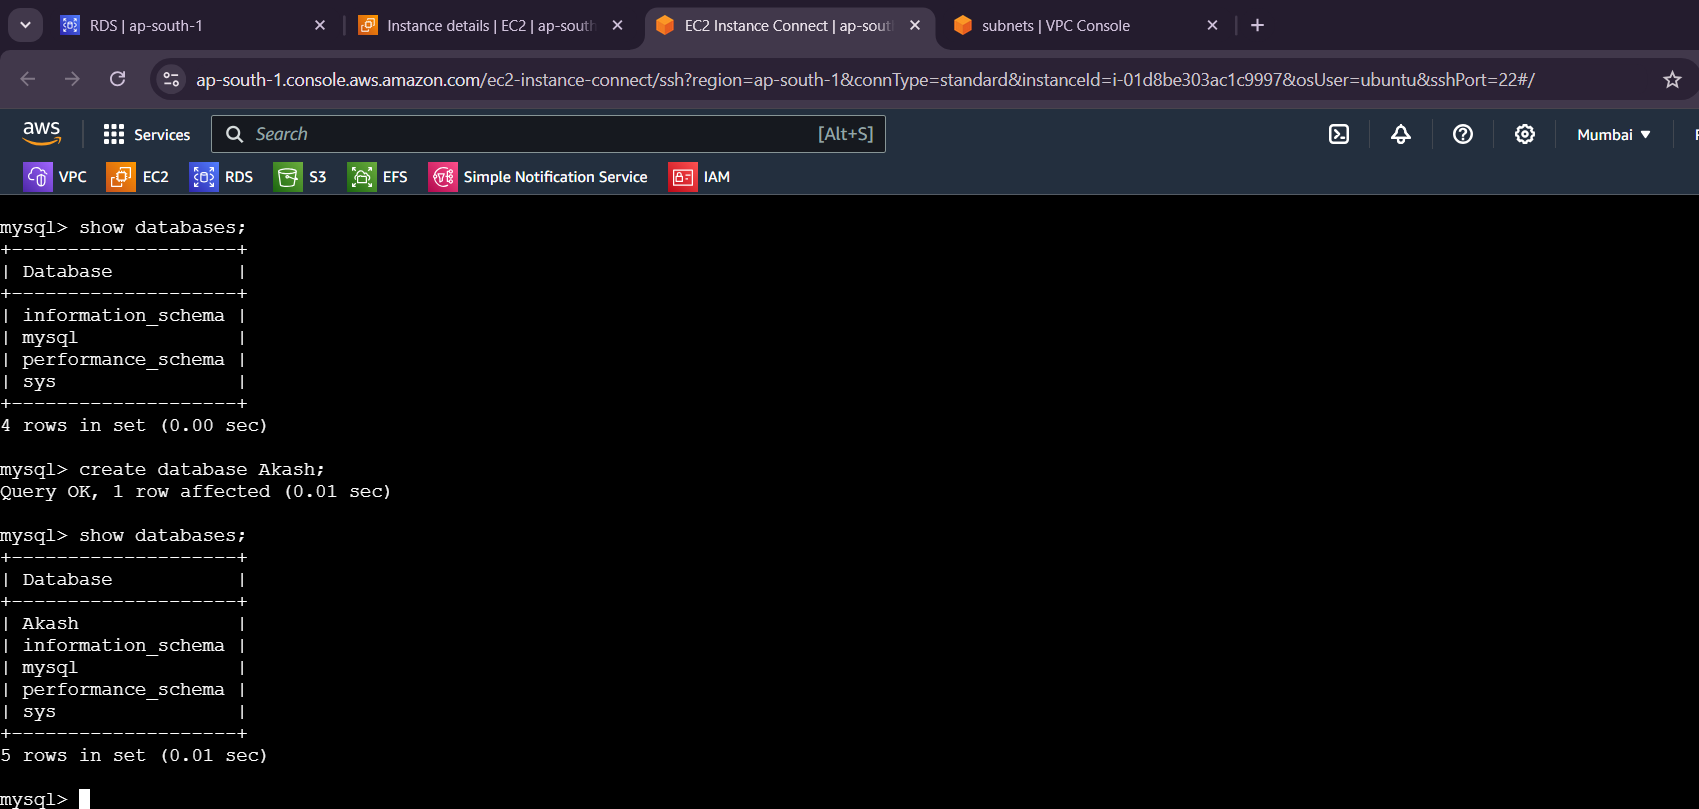 RDS | ap-south-1
Instance details | EC2 | ap-south
EC2 Instance Connect | ap-sout
subnets | VPC Console
ap-south-1.console.aws.amazon.com/ec2-instance-connect/ssh?region=ap-south-1&connType=standard&instanceId=i-01d8be303ac1c9997&osUser=ubuntu&sshPort=22#/
aws
Services
Search
[Alt+S]
Mumbai
VPC
EC2
RDS
S3
EFS
Simple Notification Service
IAM
mysql> show databases;
+--------------------+
| Database           |
+--------------------+
| information_schema |
| mysql              |
| performance_schema |
| sys                |
+--------------------+
4 rows in set (0.00 sec)
mysql> create database Akash;
Query OK, 1 row affected (0.01 sec)
mysql> show databases;
+--------------------+
| Database           |
+--------------------+
| Akash              |
| information_schema |
| mysql              |
| performance_schema |
| sys                |
+--------------------+
5 rows in set (0.01 sec)
mysql>